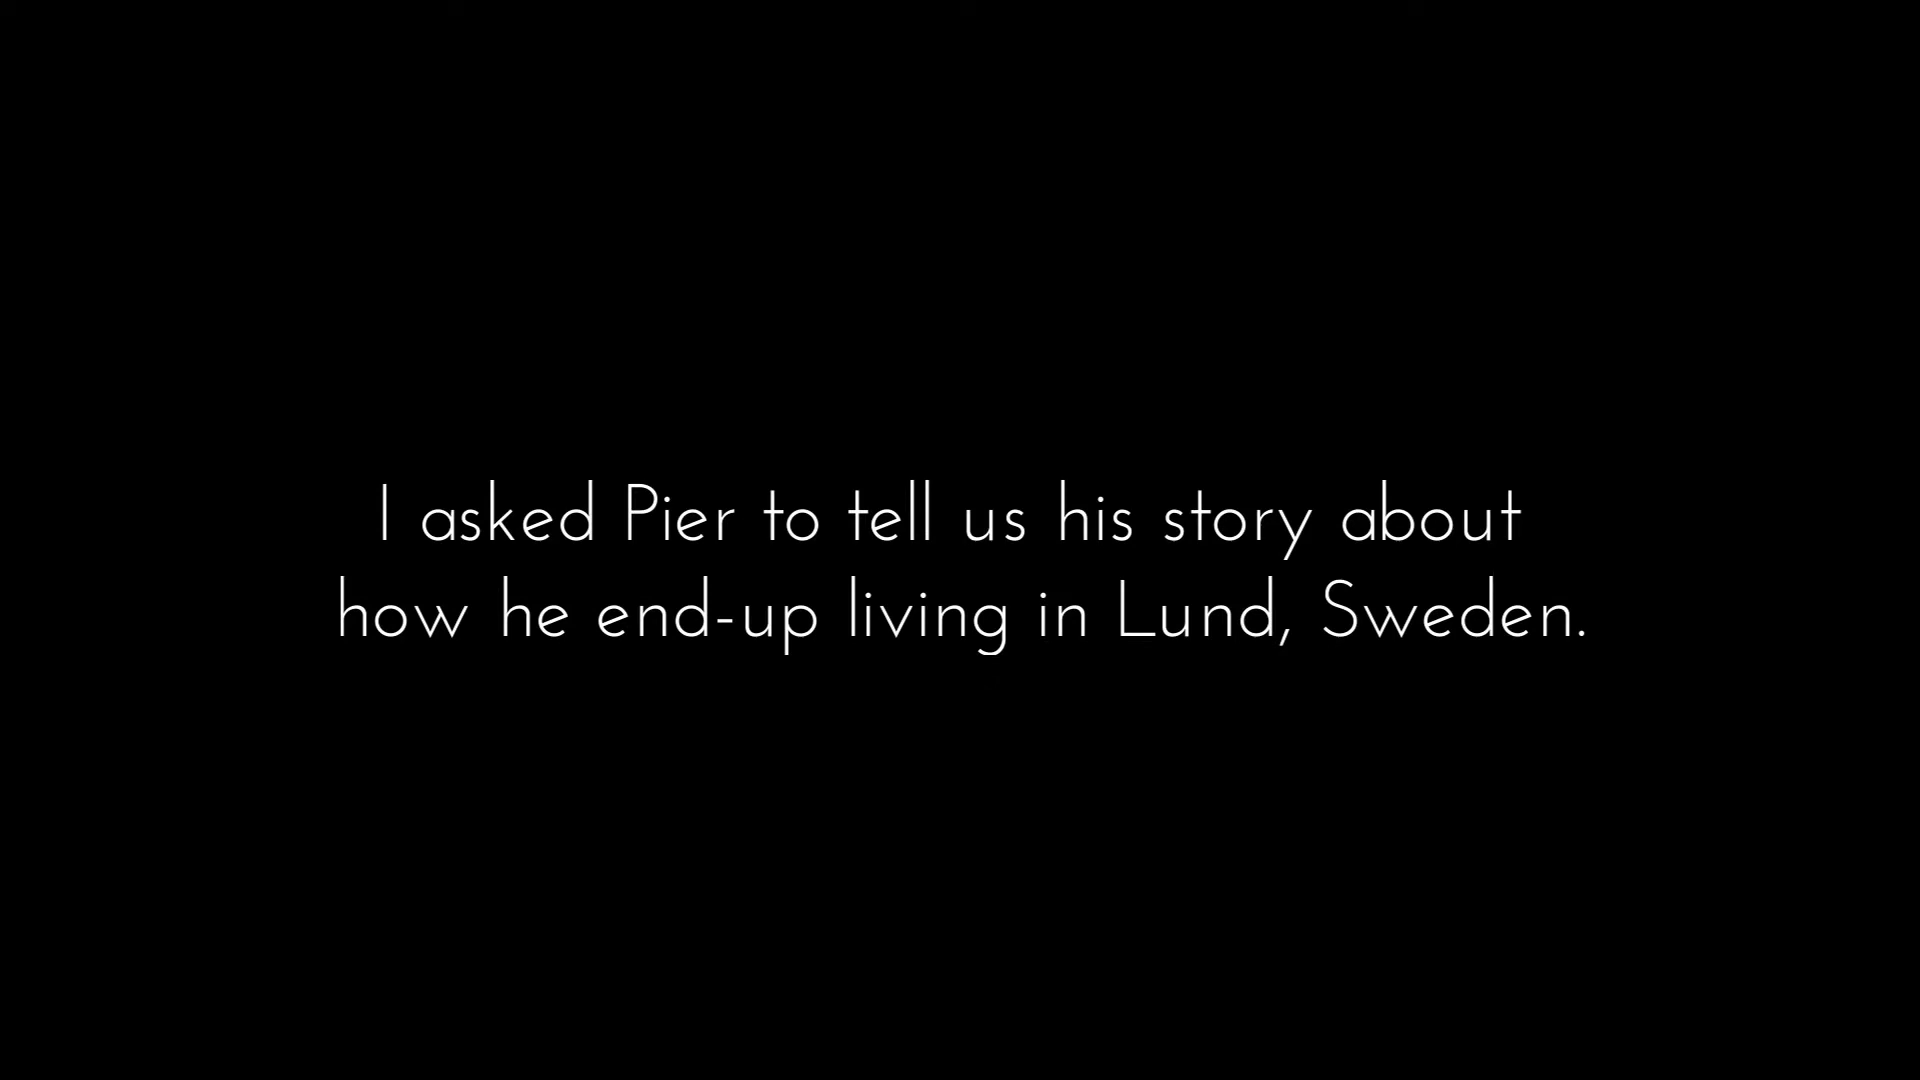 I asked Pier to tell us his story about
how he end-up living in Lund, Sweden.